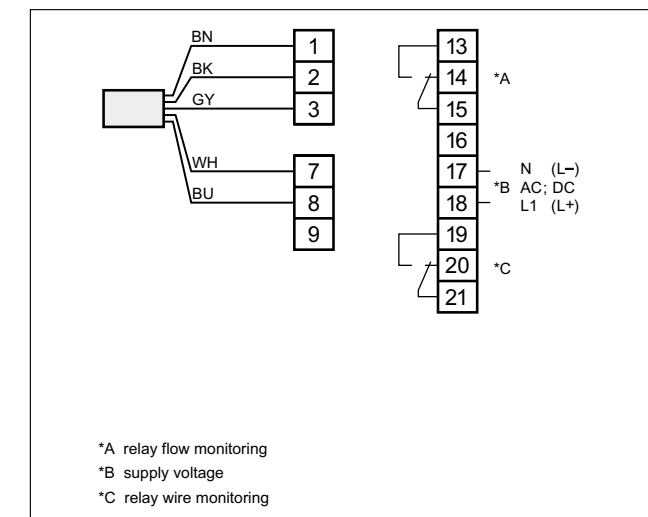 BN
BK
GY
WH
BU
1
2
3
7
8
9
13
14
15
16
17
18
19
20
21
*A
N (L–)
*B AC; DC
L1 (L+)
*C
*A relay flow monitoring
*B supply voltage
*C relay wire monitoring